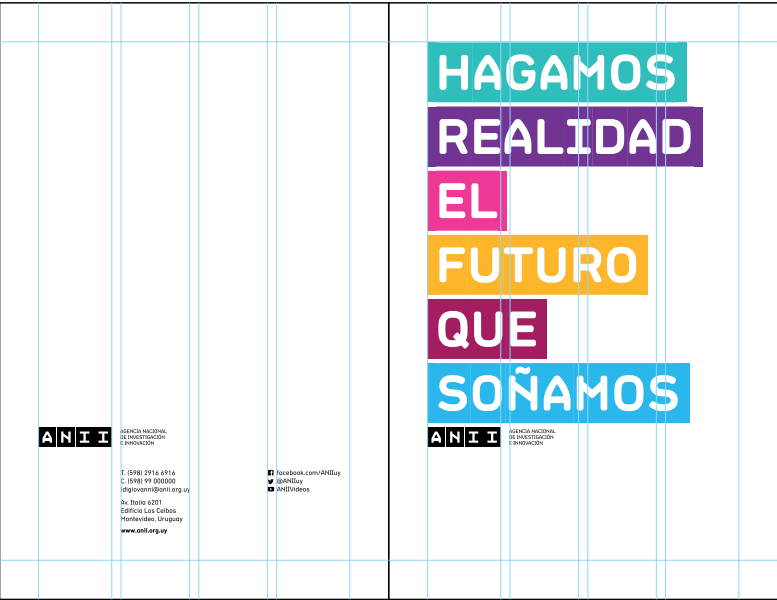 ANII
AGENCIA NACIONAL
DE INVESTIGACIÓN
E INNOVACIÓN
T. (598) 2916 6916
C. (598) 99 000000
ldigiovanni@anii.org.uy
Av. Italia 6201
Edificio Los Ceibos
Montevideo, Uruguay
www.anii.org.uy
facebook.com/ANIIuy
@ANIIuy
ANIIVideos
HAGAMOS
REALIDAD
EL
FUTURO
QUE
SOÑAMOS
ANII
AGENCIA NACIONAL
DE INVESTIGACIÓN
E INNOVACIÓN